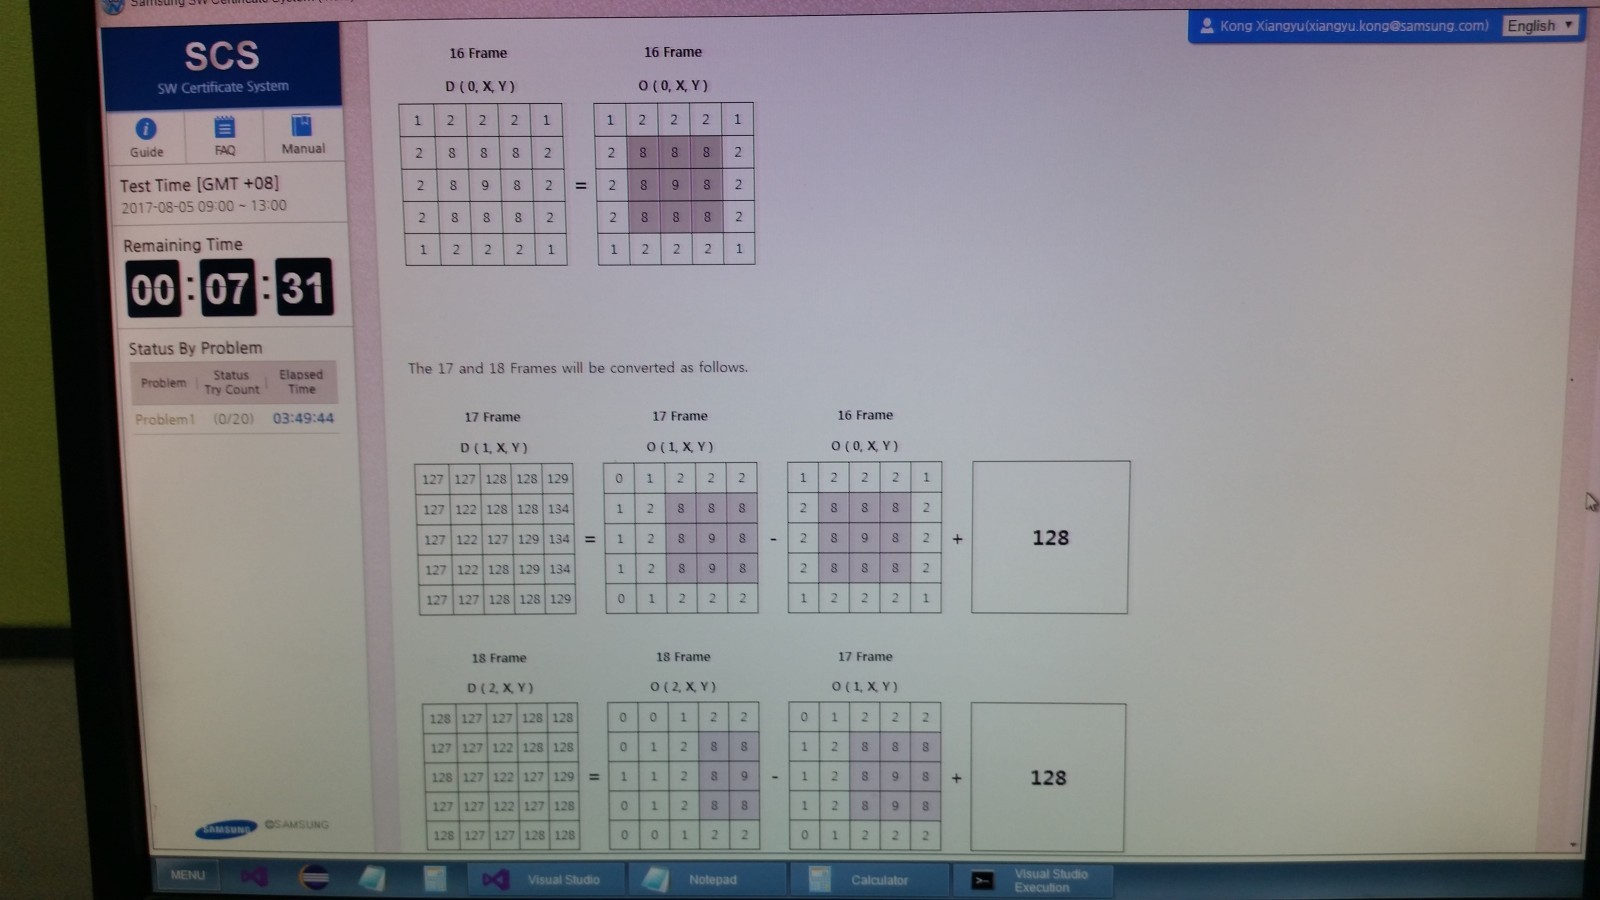 Samsung SW Certificate System
SCS
SW Certificate System
Guide
FAQ
Manual
Test Time [GMT +08]
2017-08-05 09:00 ~ 13:00
Remaining Time
00 : 07 : 31
Status By Problem
Problem | Status Try Count | Elapsed Time
Problem1 (0/20) 03:49:44
SAMSUNG ©SAMSUNG
Kong Xiangyu(xiangyu.kong@samsung.com) English
16 Frame 16 Frame
D ( 0, X, Y ) O ( 0, X, Y )
1 2 2 2 1 1 2 2 2 1
2 8 8 8 2 2 8 8 8 2
2 8 9 8 2 = 2 8 9 8 2
2 8 8 8 2 2 8 8 8 2
1 2 2 2 1 1 2 2 2 1
The 17 and 18 Frames will be converted as follows.
17 Frame 17 Frame 16 Frame
D ( 1, X, Y ) O ( 1, X, Y ) O ( 0, X, Y )
127 127 128 128 129 0 1 2 2 2 1 2 2 2 1
127 122 128 128 134 1 2 8 8 8 2 8 8 8 2
127 122 127 129 134 = 1 2 8 9 8 - 2 8 9 8 2 + 128
127 122 128 129 134 1 2 8 9 8 2 8 8 8 2
127 127 128 128 129 0 1 2 2 2 1 2 2 2 1
18 Frame 18 Frame 17 Frame
D ( 2, X, Y ) O ( 2, X, Y ) O ( 1, X, Y )
128 127 127 128 128 0 0 1 2 2 0 1 2 2 2
127 127 122 128 128 0 1 2 8 8 1 2 8 8 8
128 127 122 127 129 = 1 1 2 8 9 - 1 2 8 9 8 + 128
127 127 122 127 128 0 1 2 8 8 1 2 8 9 8
128 127 127 128 128 0 0 1 2 2 0 1 2 2 2
MENU Visual Studio Notepad Calculator Visual Studio Execution